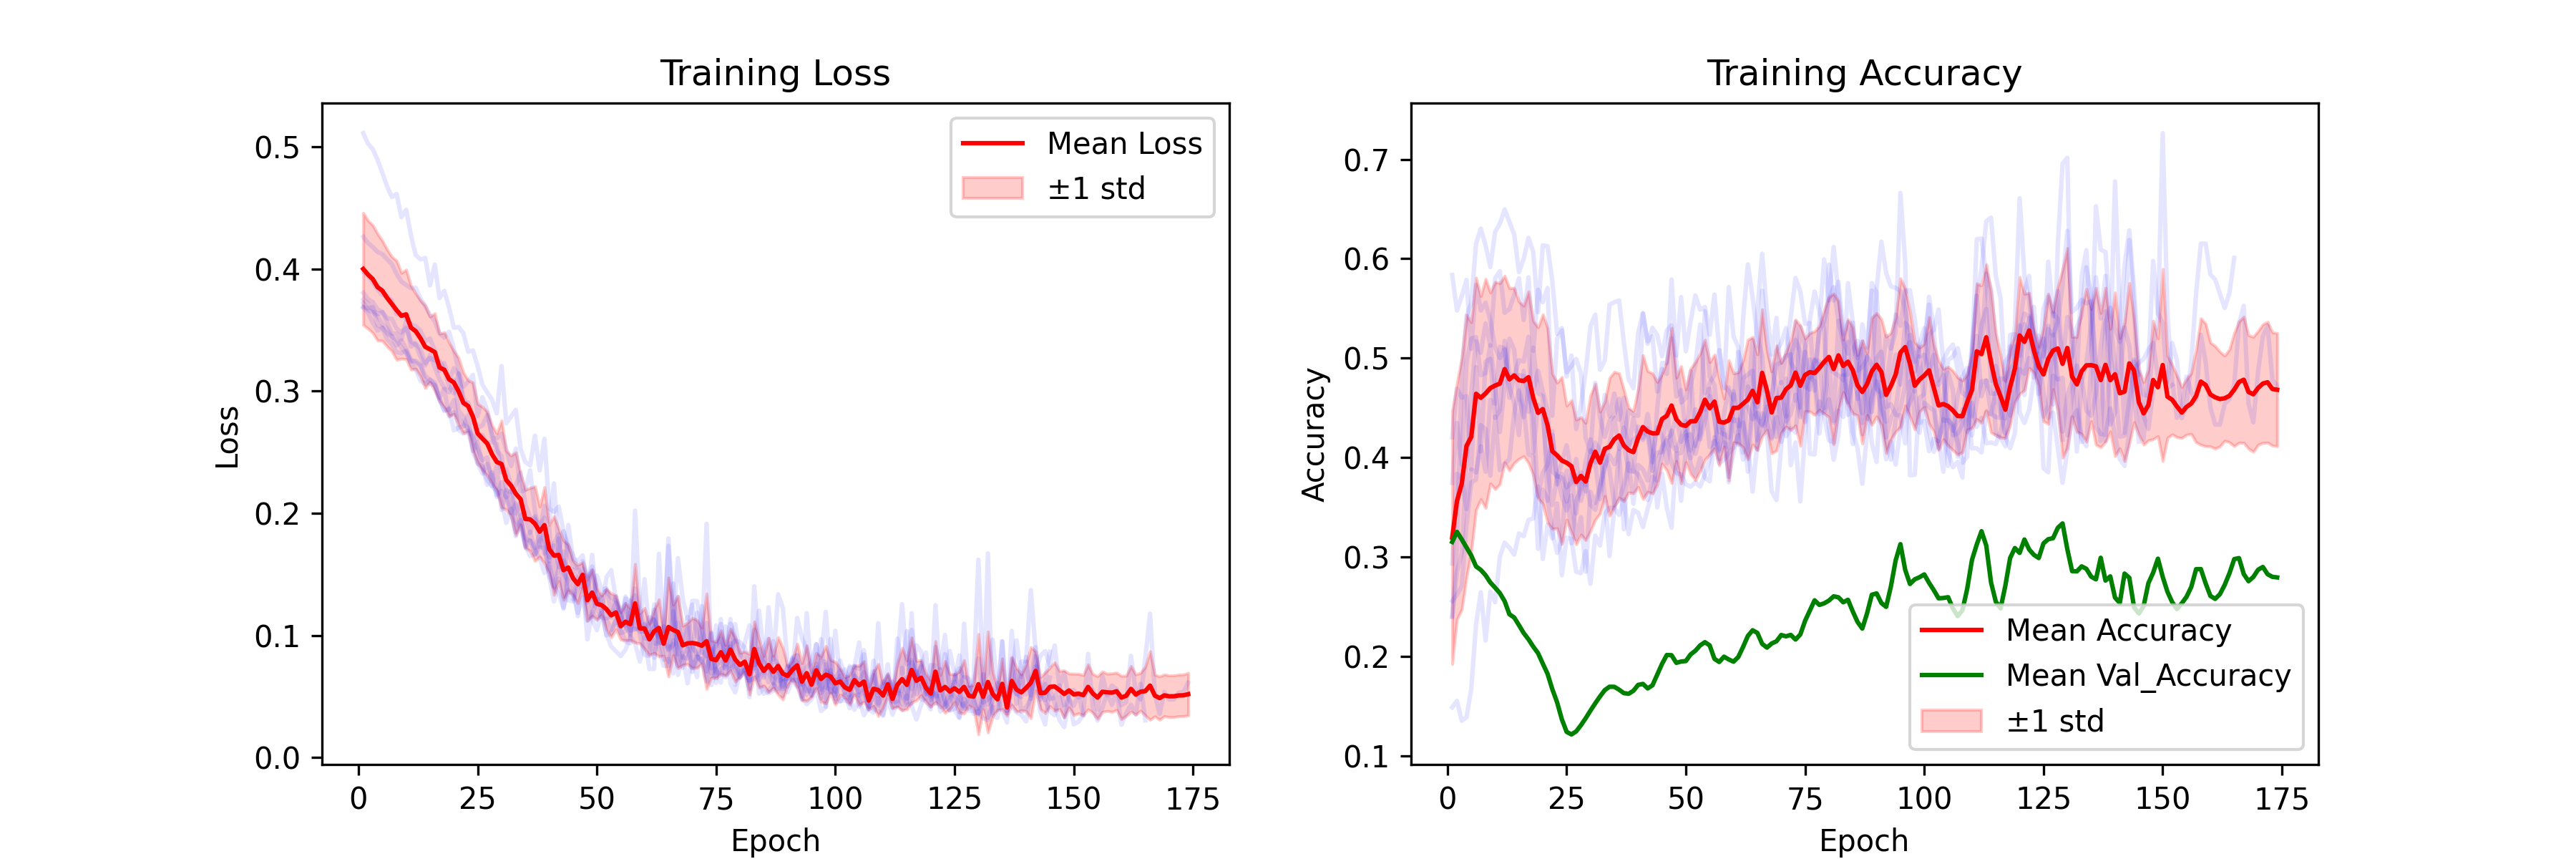 Training Loss
Loss
0.5
0.4
0.3
0.2
0.1
0.0
Mean Loss
±1 std
0 25 50 75 100 125 150 175
Epoch
Training Accuracy
Accuracy
0.7
0.6
0.5
0.4
0.3
0.2
0.1
Mean Accuracy
Mean Val_Accuracy
±1 std
0 25 50 75 100 125 150 175
Epoch